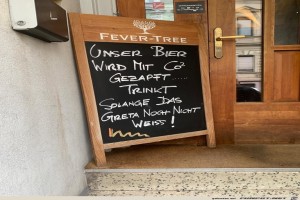 FEVER-TREE
UNSER BIER
WIRD MIT CO²
GEZAPFT.....
TRINKT
SOLANGE DAS
GRETA NOCH NICHT
WEISS!